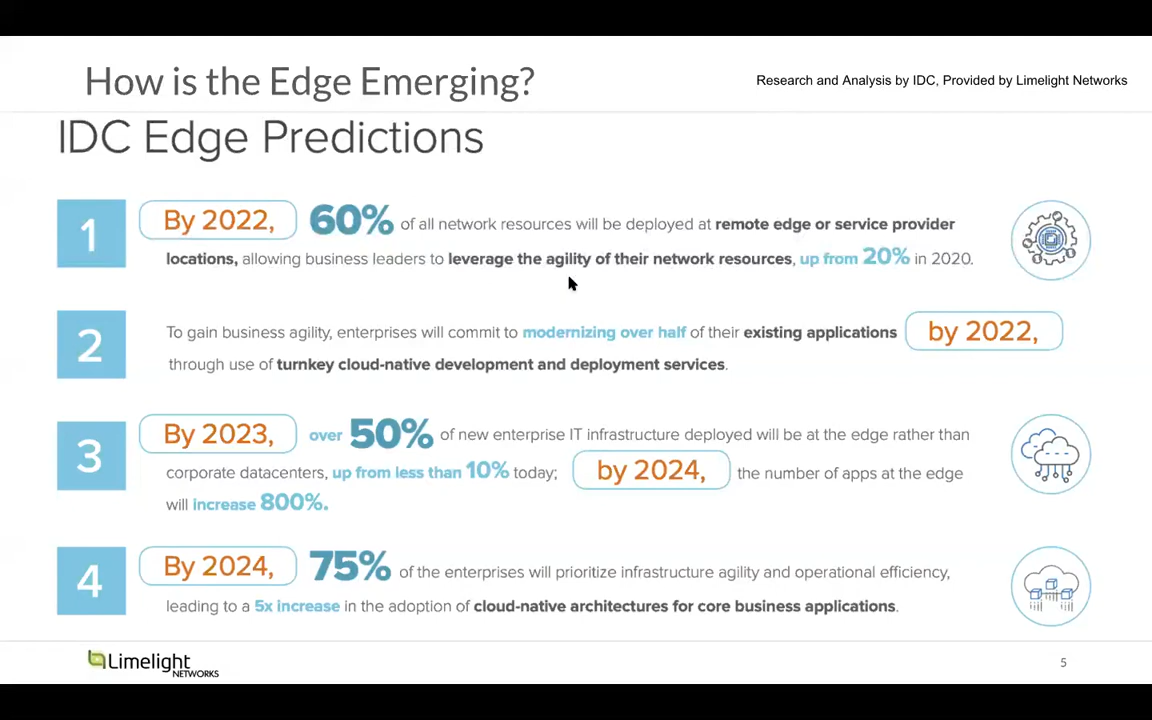 How is the Edge Emerging?
Research and Analysis by IDC, Provided by Limelight Networks
IDC Edge Predictions
1
By 2022, 60% of all network resources will be deployed at remote edge or service provider
locations, allowing business leaders to leverage the agility of their network resources, up from 20% in 2020.
2
To gain business agility, enterprises will commit to modernizing over half of their existing applications by 2022,
through use of turnkey cloud-native development and deployment services.
3
By 2023, over 50% of new enterprise IT infrastructure deployed will be at the edge rather than
corporate datacenters, up from less than 10% today; by 2024, the number of apps at the edge
will increase 800%.
4
By 2024, 75% of the enterprises will prioritize infrastructure agility and operational efficiency,
leading to a 5x increase in the adoption of cloud-native architectures for core business applications.
Limelight
NETWORKS
5